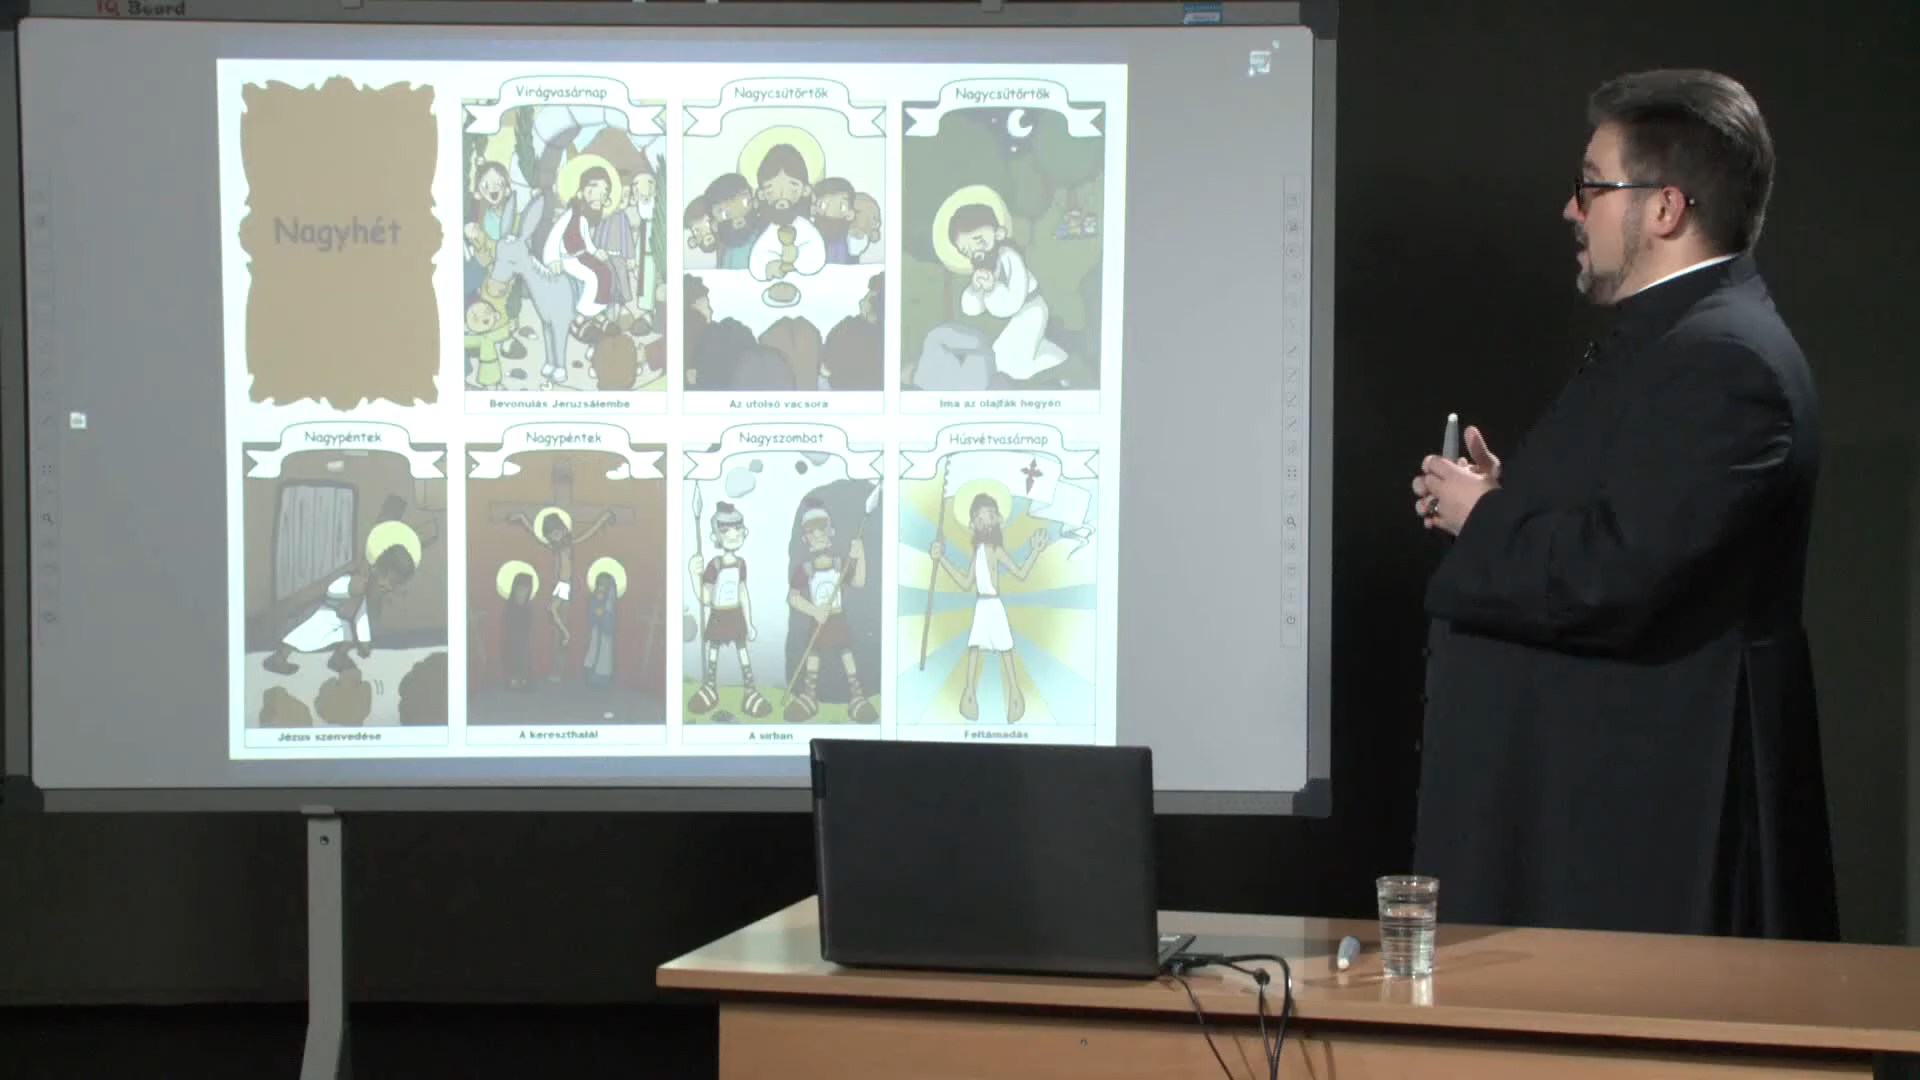 IQ Board
Nagyhét
Virágvasárnap
Bevonulás Jeruzsálembe
Nagycsütörtök
Az utolsó vacsora
Nagycsütörtök
Ima az olajfák hegyén
Nagypéntek
Jézus szenvedése
Nagypéntek
A kereszthalál
Nagyszombat
A sírban
Húsvétvasárnap
Feltámadás